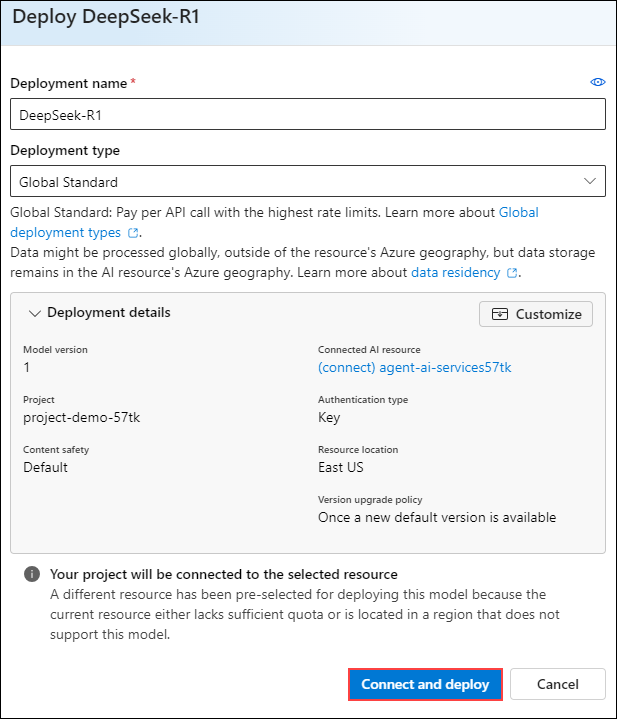 Deploy DeepSeek-R1
Deployment name *
DeepSeek-R1
Deployment type
Global Standard
Global Standard: Pay per API call with the highest rate limits. Learn more about Global
deployment types .
Data might be processed globally, outside of the resource's Azure geography, but data storage
remains in the AI resource's Azure geography. Learn more about data residency .
Deployment details
Customize
Model version
1
Connected AI resource
(connect) agent-ai-services57tk
Project
project-demo-57tk
Authentication type
Key
Content safety
Default
Resource location
East US
Version upgrade policy
Once a new default version is available
Your project will be connected to the selected resource
A different resource has been pre-selected for deploying this model because the
current resource either lacks sufficient quota or is located in a region that does not
support this model.
Connect and deploy
Cancel